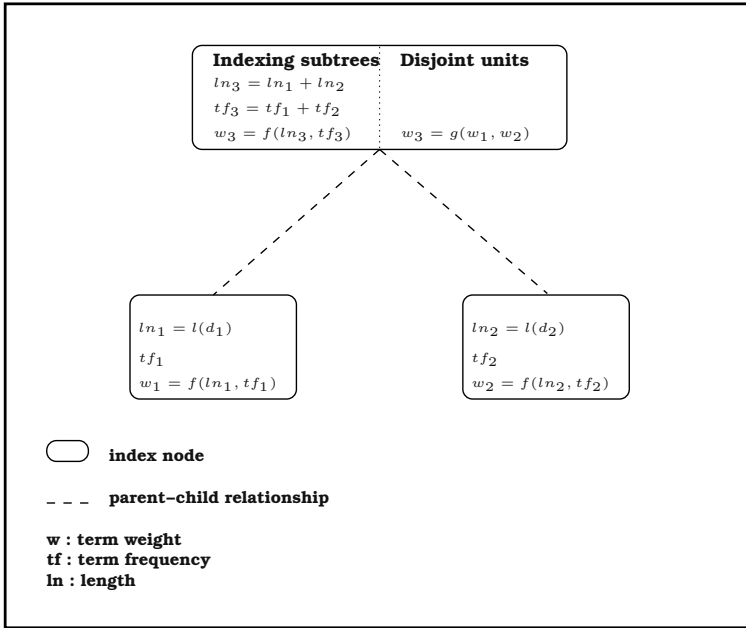 Indexing subtrees Disjoint units
ln₃ = ln₁ + ln₂
tf₃ = tf₁ + tf₂
w₃ = f(ln₃, tf₃) w₃ = g(w₁, w₂)
ln₁ = l(d₁) ln₂ = l(d₂)
tf₁ tf₂
w₁ = f(ln₁, tf₁) w₂ = f(ln₂, tf₂)
index node
parent−child relationship
w : term weight
tf : term frequency
ln : length